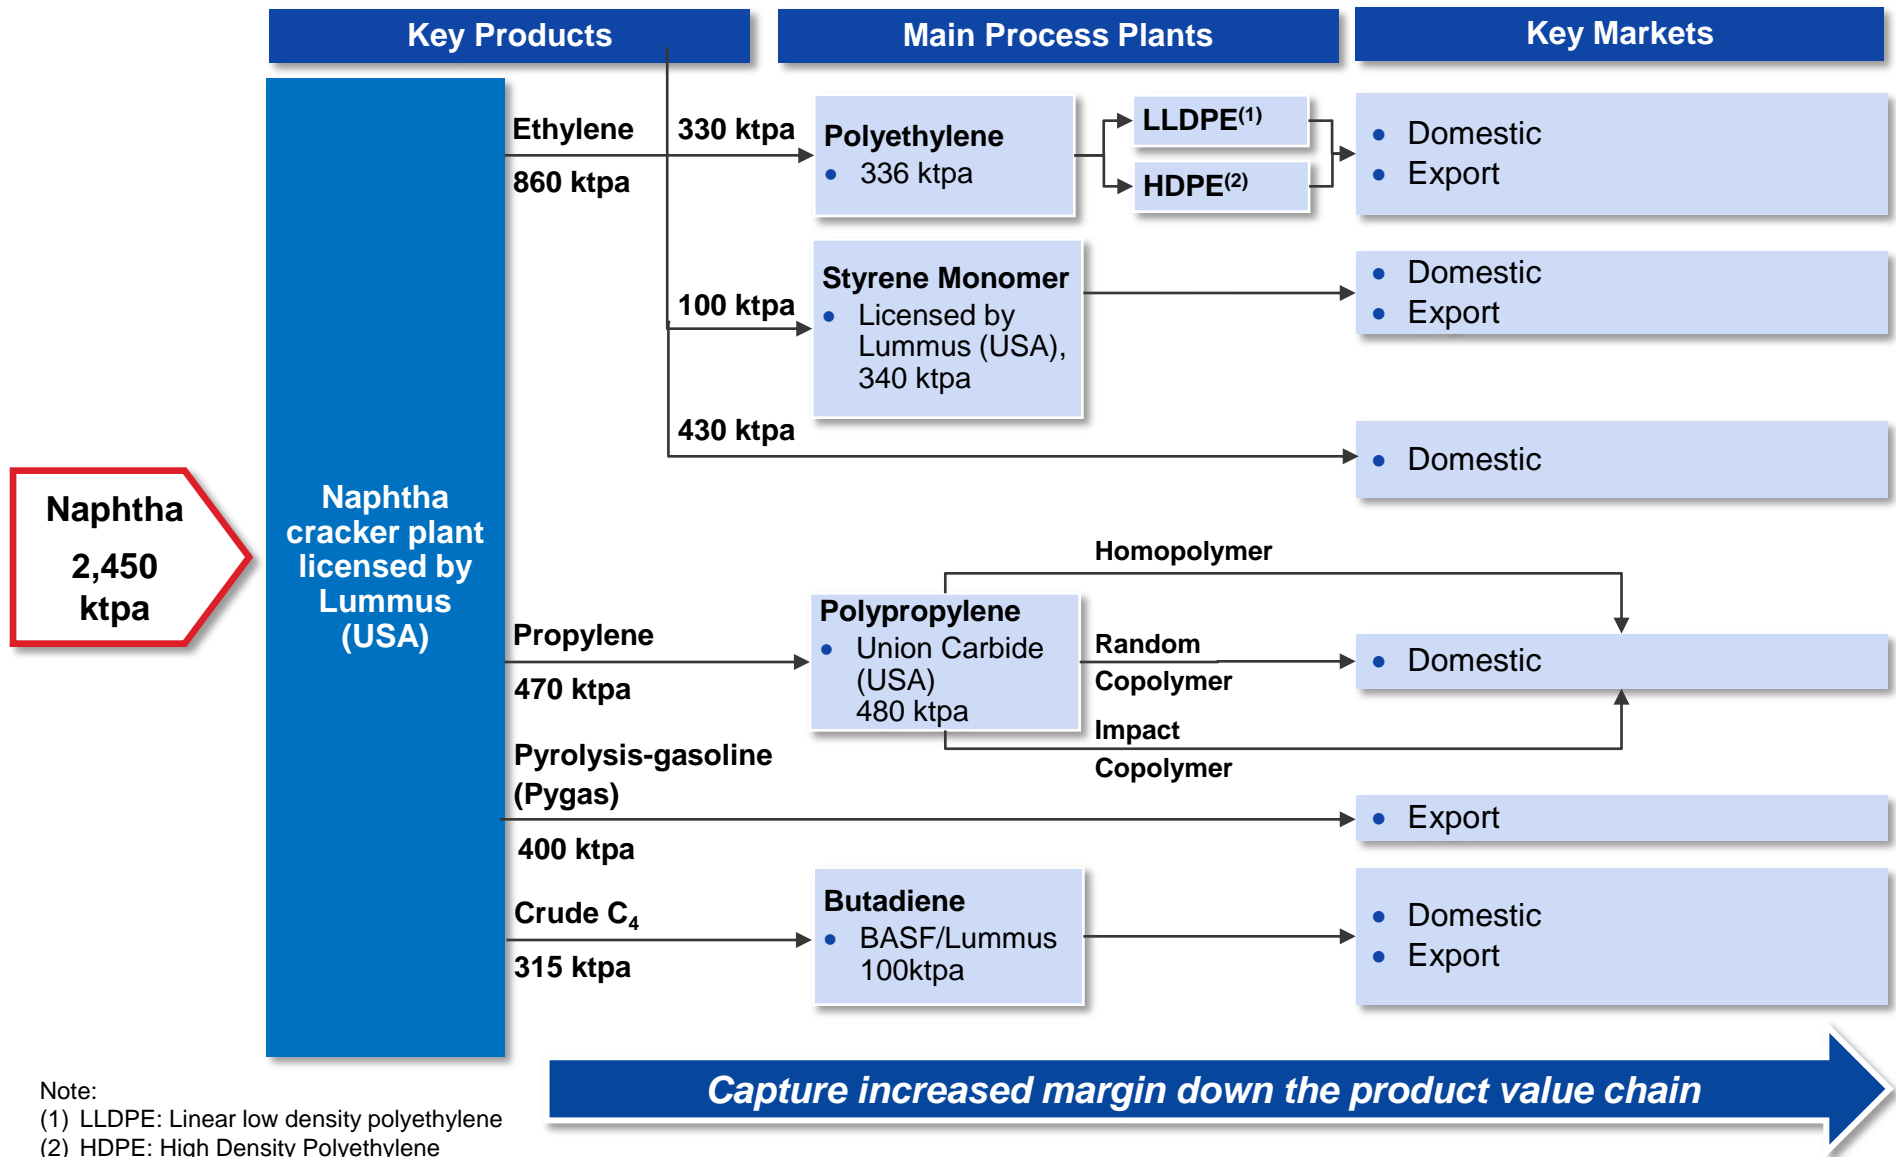 Key Products
Main Process Plants
Key Markets
Naphtha
2,450
ktpa
Naphtha
cracker plant
licensed by
Lummus
(USA)
Ethylene
860 ktpa
330 ktpa
Polyethylene
• 336 ktpa
LLDPE(1)
HDPE(2)
• Domestic
• Export
100 ktpa
Styrene Monomer
• Licensed by
Lummus (USA),
340 ktpa
• Domestic
• Export
430 ktpa
• Domestic
Propylene
470 ktpa
Polypropylene
• Union Carbide
(USA)
480 ktpa
Homopolymer
Random
Copolymer
Impact
Copolymer
• Domestic
Pyrolysis-gasoline
(Pygas)
400 ktpa
• Export
Crude C4
315 ktpa
Butadiene
• BASF/Lummus
100ktpa
• Domestic
• Export
Capture increased margin down the product value chain
Note:
(1) LLDPE: Linear low density polyethylene
(2) HDPE: High Density Polyethylene